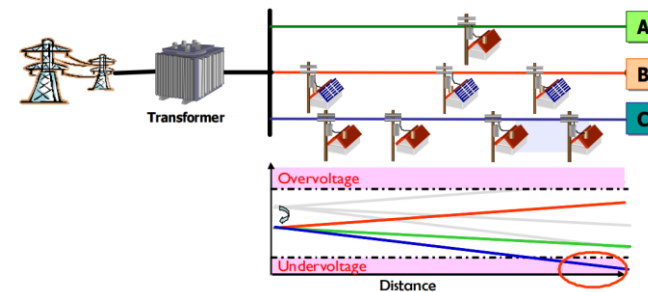 A
B
Transformer
C
Overvoltage
Undervoltage
Distance